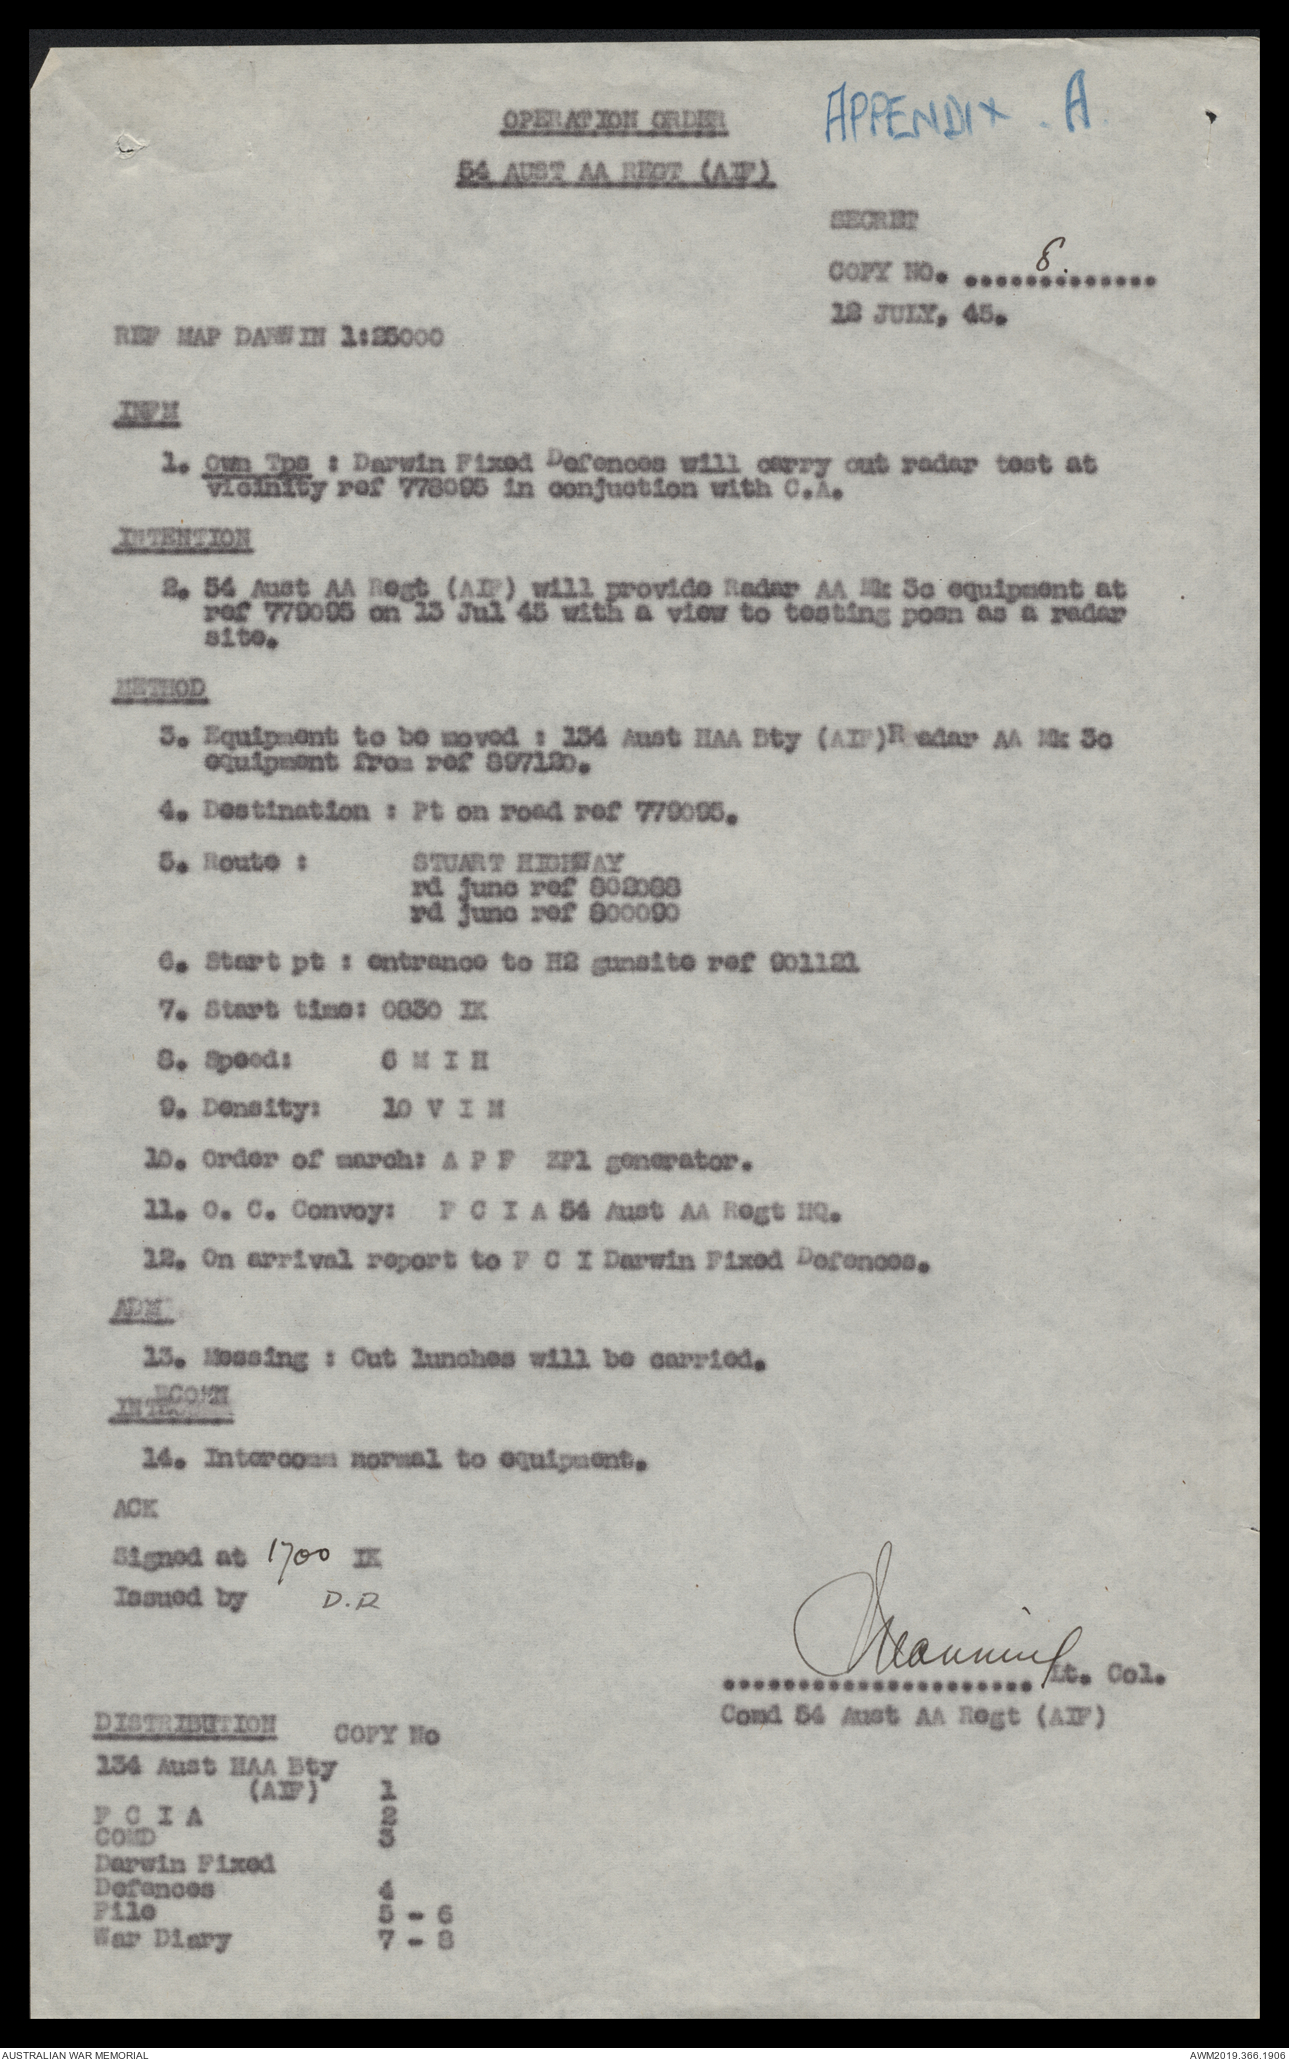 APPENDIX . A
OPERATION ORDER
54 AUST AA REGT (AIF)
SECRET
COPY NO. 8.
12 JULY, 45.
REF MAP DARWIN 1:25000
INFM
1. Own Tps : Darwin Fixed Defences will carry out radar test at
vicinity ref 778095 in conjuction with C.A.
INTENTION
2. 54 Aust AA Regt (AIF) will provide Radar AA Mk 3c equipment at
ref 779095 on 13 Jul 45 with a view to testing posn as a radar
site.
METHOD
3. Equipment to be moved : 134 Aust HAA Bty (AIF) Radar AA Mk 3c
equipment from ref 897120.
4. Destination : Pt on road ref 779095.
5. Route : STUART HIGHWAY
rd junc ref 802088
rd junc ref 800090
6. Start pt : entrance to H2 gunsite ref 901121
7. Start time: 0830 IK
8. Speed: 6 M I H
9. Density: 10 V I M
10. Order of march: A P F ZP1 generator.
11. O. C. Convoy: F C I A 54 Aust AA Regt HQ.
12. On arrival report to F C I Darwin Fixed Defences.
ADM
13. Messing : Cut lunches will be carried.
14. Intercomm normal to equipment.
ACK
Signed at 1700 IK
Issued by D.R
Manning Lt. Col.
Comd 54 Aust AA Regt (AIF)
DISTRIBUTION COPY No
134 Aust HAA Bty
(AIF) 1
F C I A 2
COMD 3
Darwin Fixed
Defences 4
File 5 - 6
War Diary 7 - 8
AUSTRALIAN WAR MEMORIAL AWM2019.366.1906